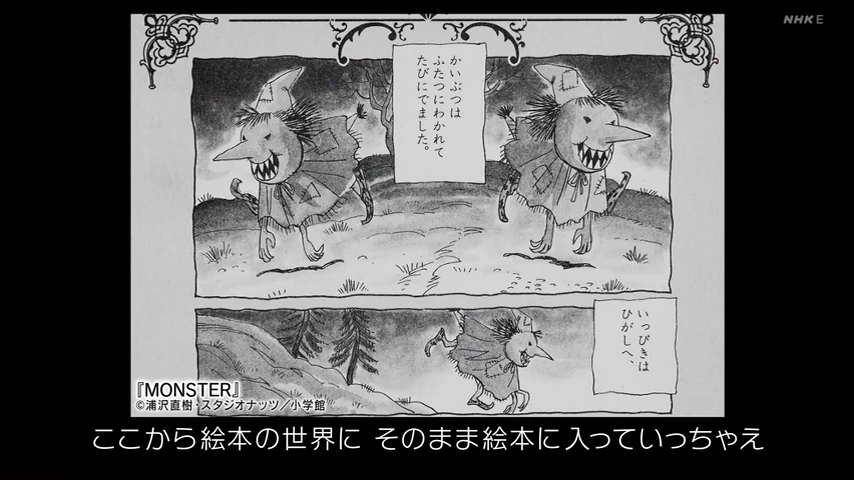 NHK E
かいぶつは
ふたつにわかれて
たびにでました。
いっぴきは
ひがしへ、
『MONSTER』
©浦沢直樹・スタジオナッツ/小学館
ここから絵本の世界に そのまま絵本に入っていっちゃえ